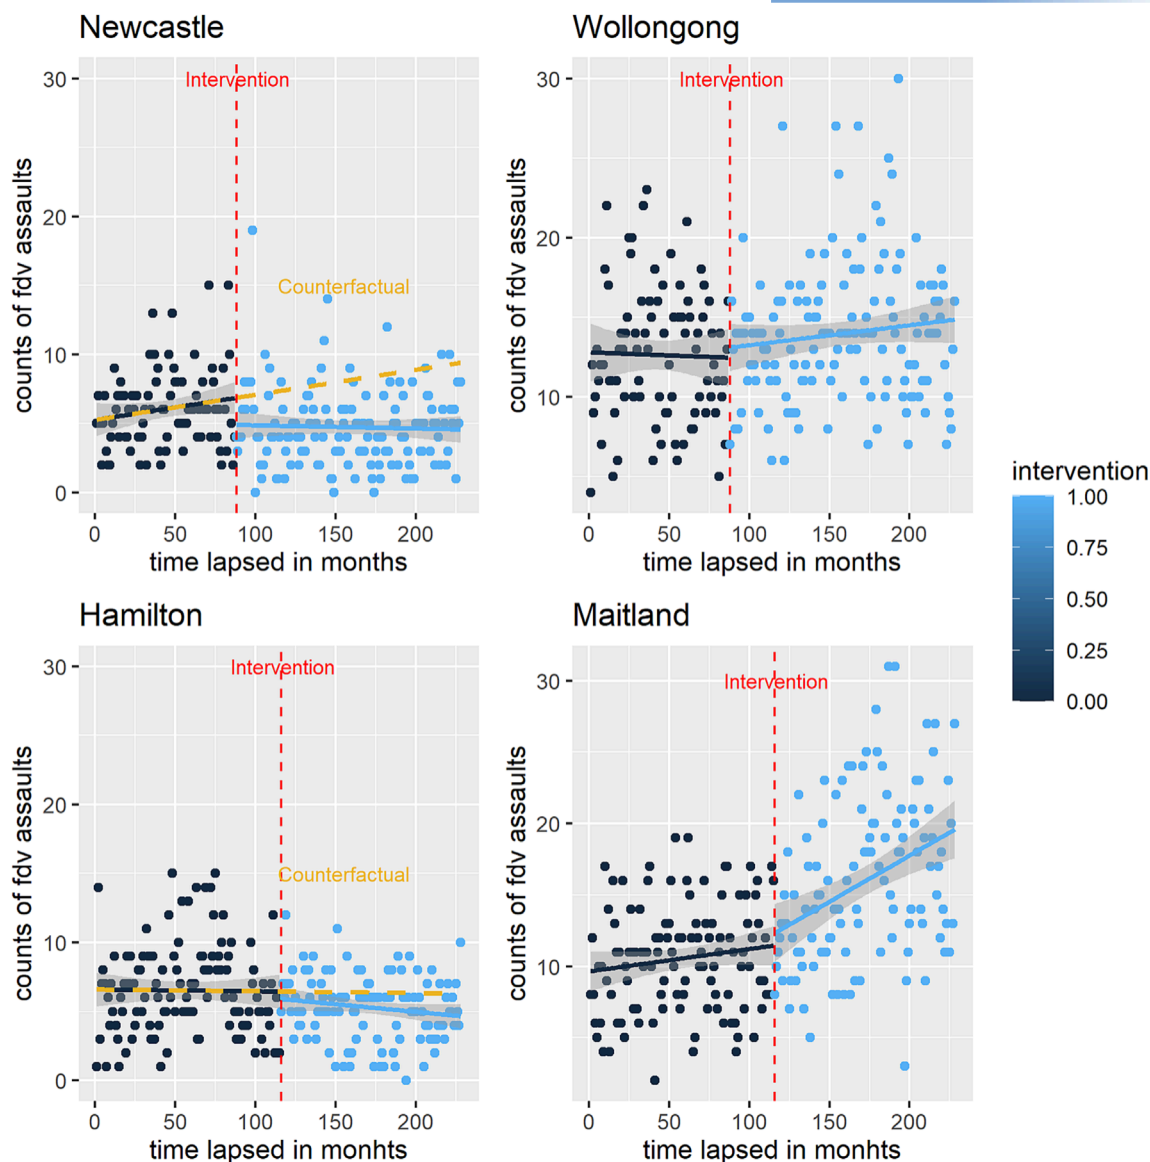 Newcastle
Wollongong
Intervention
Counterfactual
counts of fdv assaults
30
20
10
0
0 50 100 150 200
time lapsed in months
Intervention
counts of fdv assaults
30
20
10
0 50 100 150 200
time lapsed in months
Hamilton
Maitland
Intervention
Counterfactual
counts of fdv assaults
30
20
10
0
0 50 100 150 200
time lapsed in monhts
Intervention
counts of fdv assaults
30
20
10
0 50 100 150 200
time lapsed in monhts
intervention
1.00
0.75
0.50
0.25
0.00